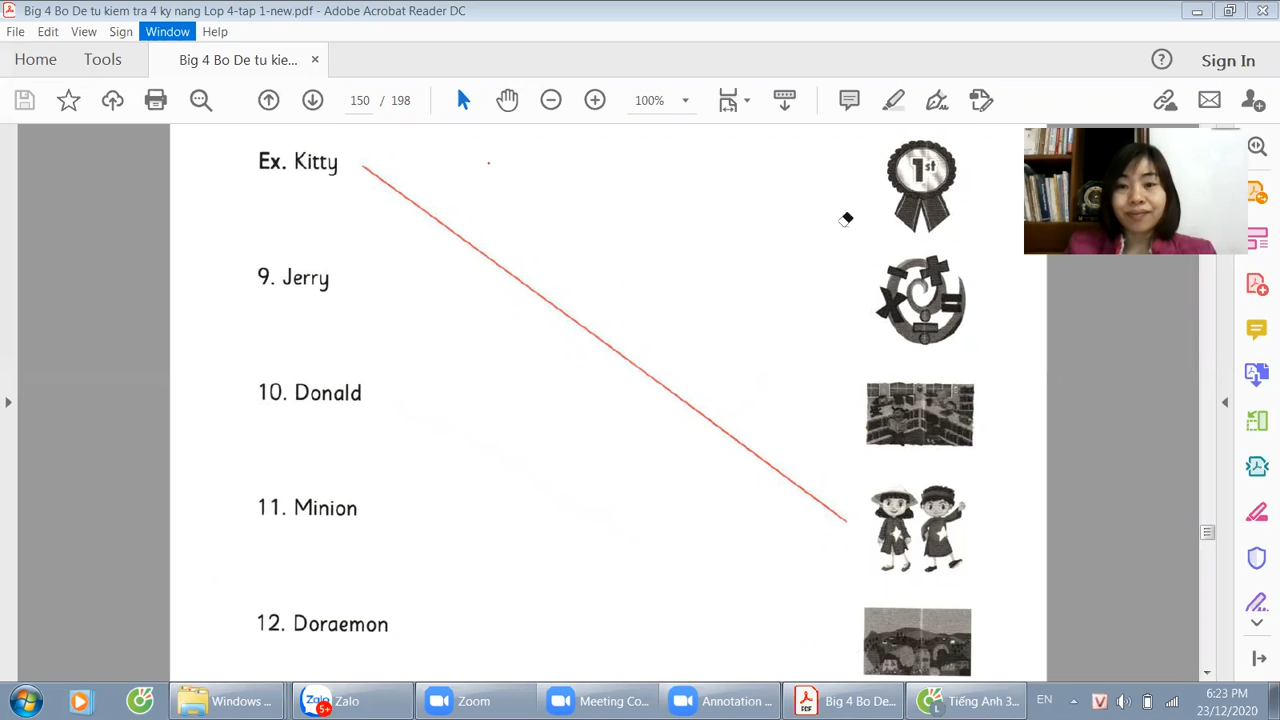 Big 4 Bo De tu kiem tra 4 ky nang Lop 4-tap 1-new.pdf - Adobe Acrobat Reader DC
File Edit View Sign Window Help
Home Tools Big 4 Bo De tu kie... × Sign In
150 / 198 100%
Ex. Kitty
1st
9. Jerry
10. Donald
11. Minion
12. Doraemon
Windows ... Zalo Zoom Meeting Co... Annotation ... Big 4 Bo De... Tiếng Anh 3... EN 6:23 PM
5+
PDF
23/12/2020